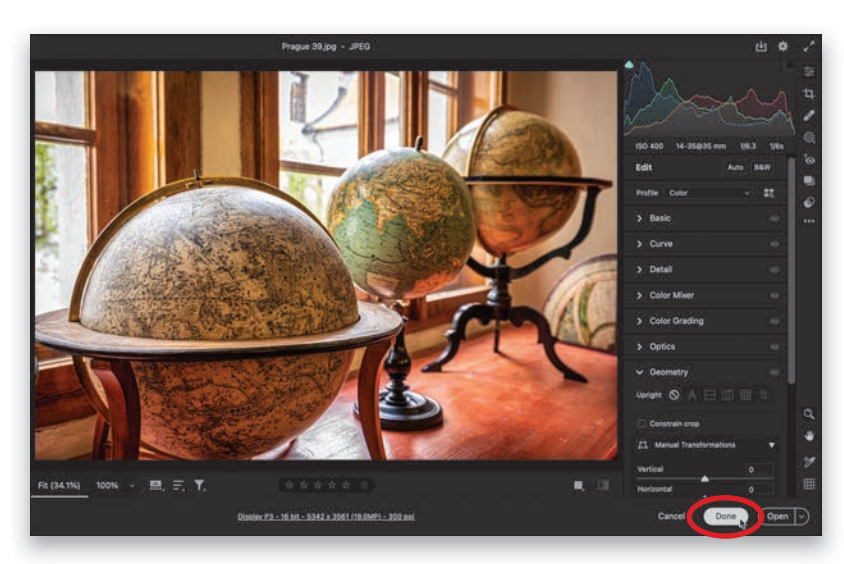 Prague 39.jpg - JPEG
ISO 400 14-35@35 mm f/6.3 1/6s
Edit Auto B&W
Profile Color
Basic
Curve
Detail
Color Mixer
Color Grading
Optics
Geometry
Upright
Constrain crop
Manual Transformations
Vertical 0
Horizontal 0
Fit (34.1%) 100%
Display P3 - 16 bit - 5342 x 3561 (19.0MP) - 300 ppi
Cancel Done Open